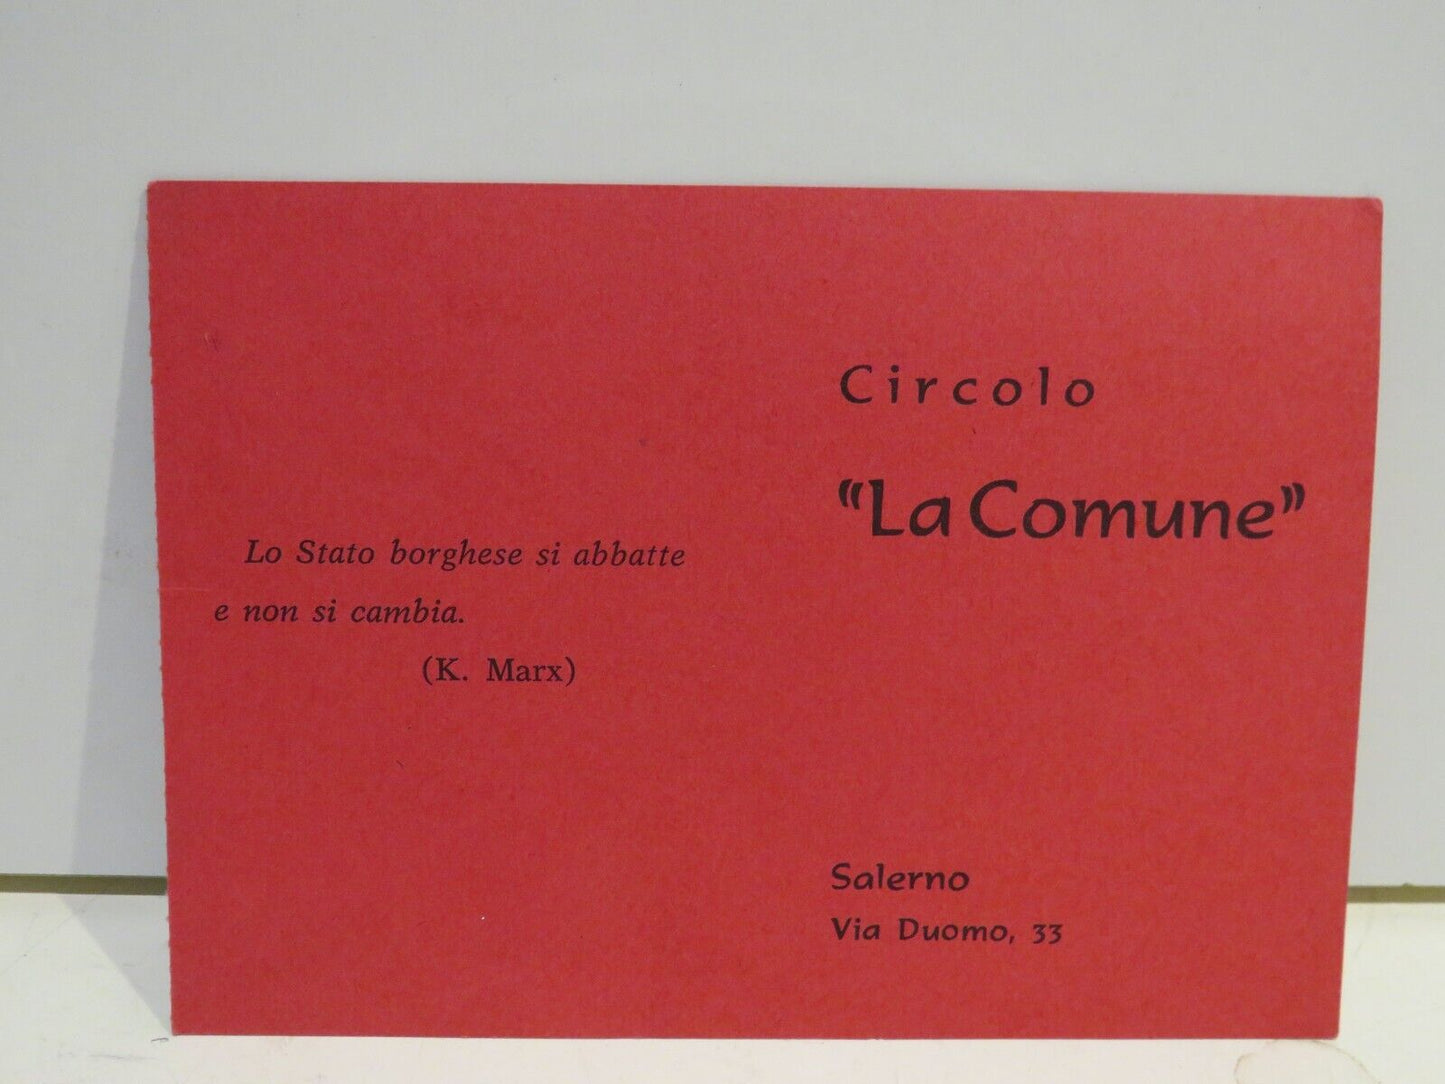 Lo Stato borghese si abbatte
e non si cambia.
(K. Marx)
Circolo
“La Comune”
Salerno
Via Duomo, 33